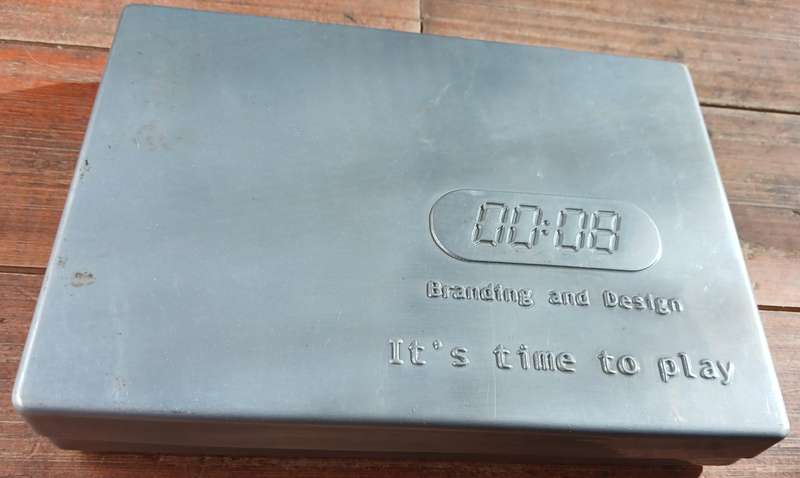 00:08
Branding and Design
It's time to play